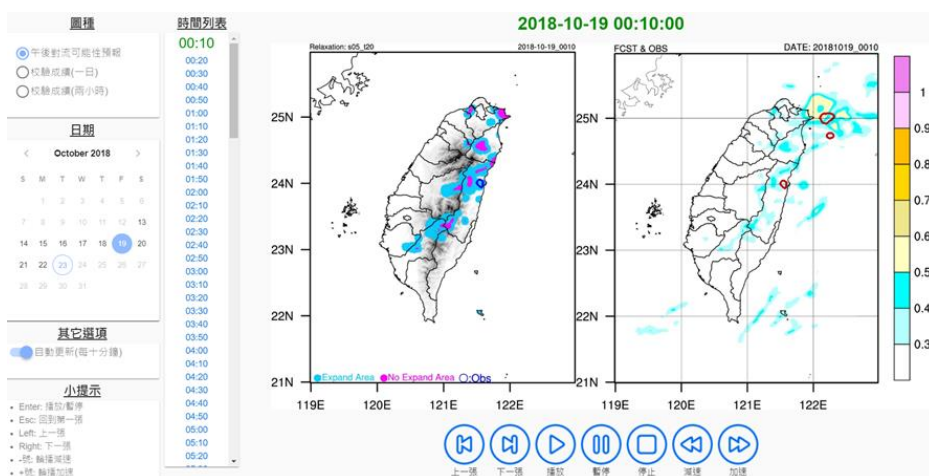 圖種
午後對流可能性預報
校驗成績(一日)
校驗成績(兩小時)
日期
October 2018
S M T W T F S
1 2 3 4 5 6
7 8 9 10 11 12 13
14 15 16 17 18 19 20
21 22 23 24 25 26 27
28 29 30 31
其它選項
自動更新(每十分鐘)
小提示
Enter: 播放/暫停
Esc: 回到第一張
Left: 上一張
Right: 下一張
-號: 輪播減速
+號: 輪播加速
時間列表
00:10
00:20
00:30
00:40
00:50
01:00
01:10
01:20
01:30
01:40
01:50
02:00
02:10
02:20
02:30
02:40
02:50
03:00
03:10
03:20
03:30
03:40
03:50
04:00
04:10
04:20
04:30
04:40
04:50
05:00
05:10
05:20
2018-10-19 00:10:00
Relaxation: s05_t20
2018-10-19_0010
25N
24N
23N
22N
21N
119E 120E 121E 122E
Expand Area No Expand Area :Obs
FCST & OBS
DATE: 20181019_0010
25N
24N
23N
22N
21N
119E 120E 121E 122E
1
0.9
0.8
0.7
0.6
0.5
0.4
0.3
上一張 下一張 播放 暫停 停止 減速 加速